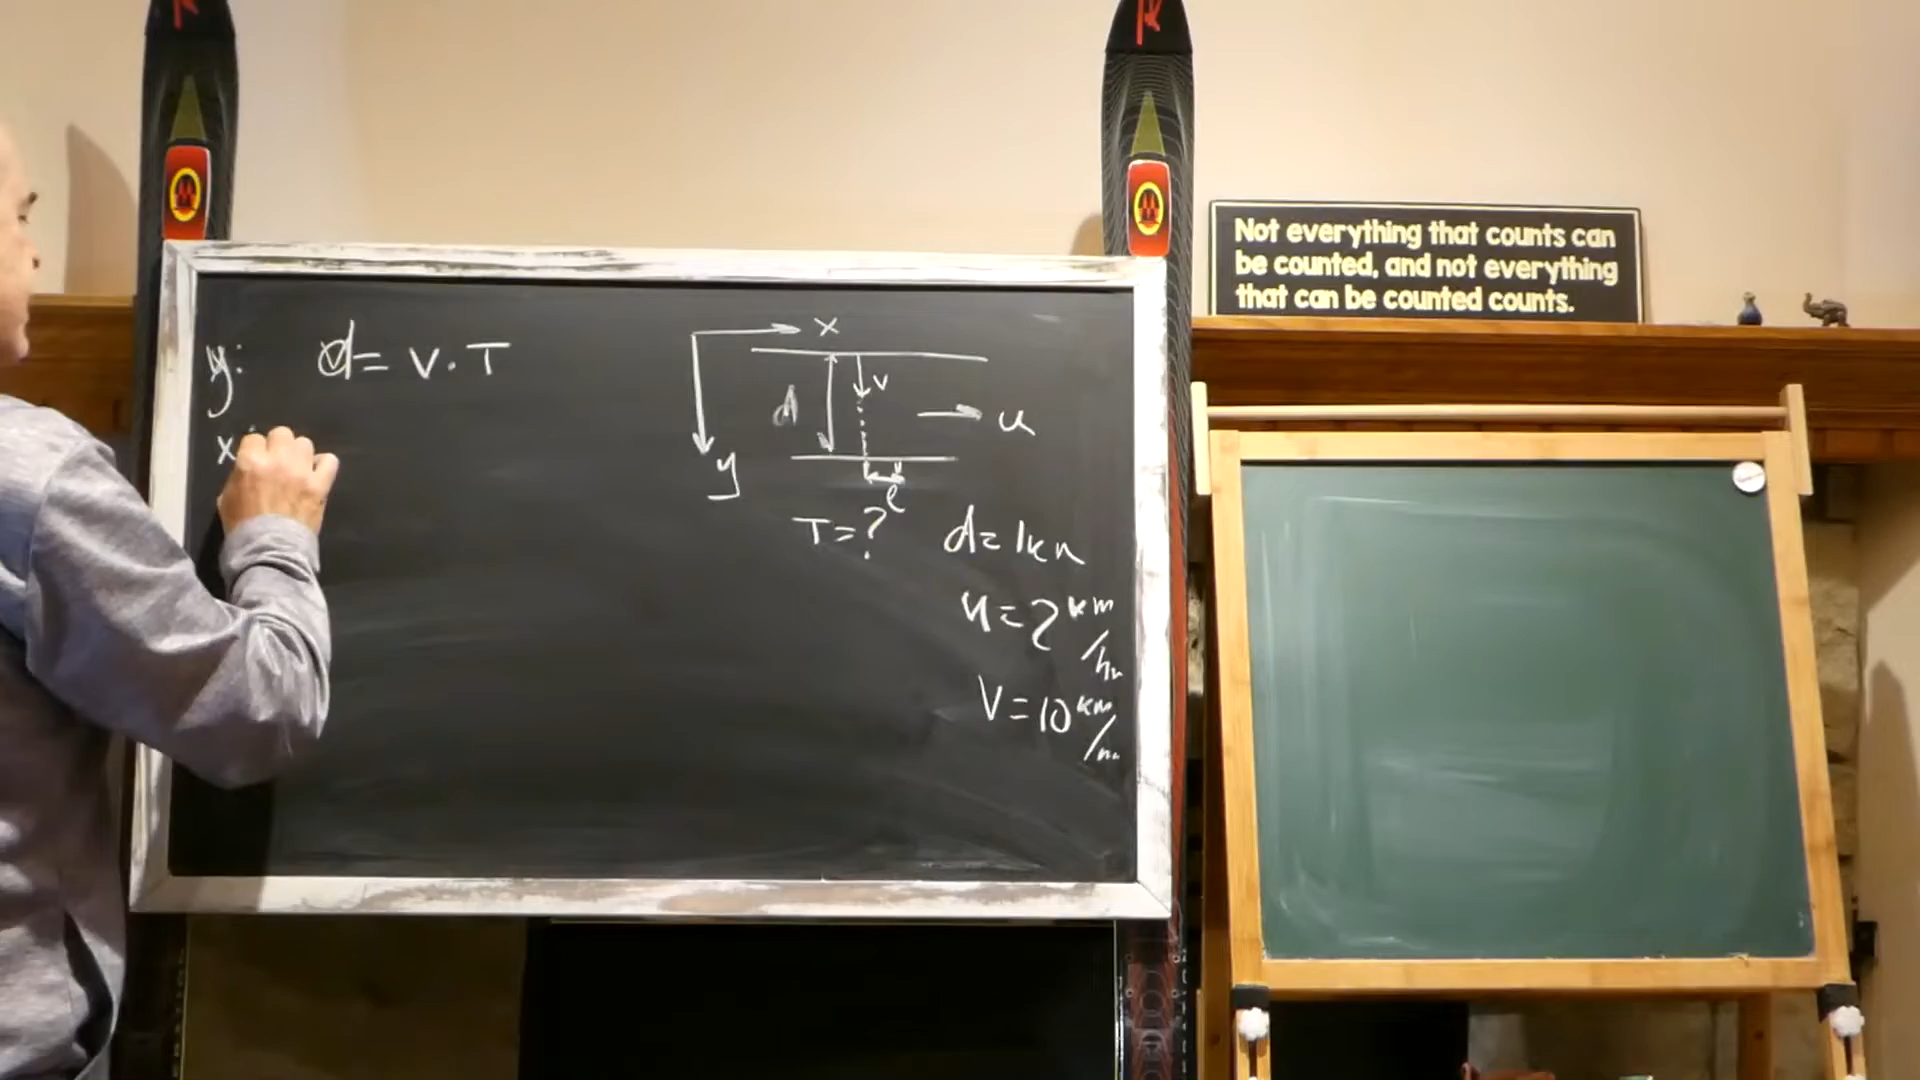 y: d = v · T
x:
x
y
d
v
u
l
T = ?
d = 1 km
u = 2 km/hr
V = 10 km/hr
Not everything that counts can
be counted, and not everything
that can be counted counts.